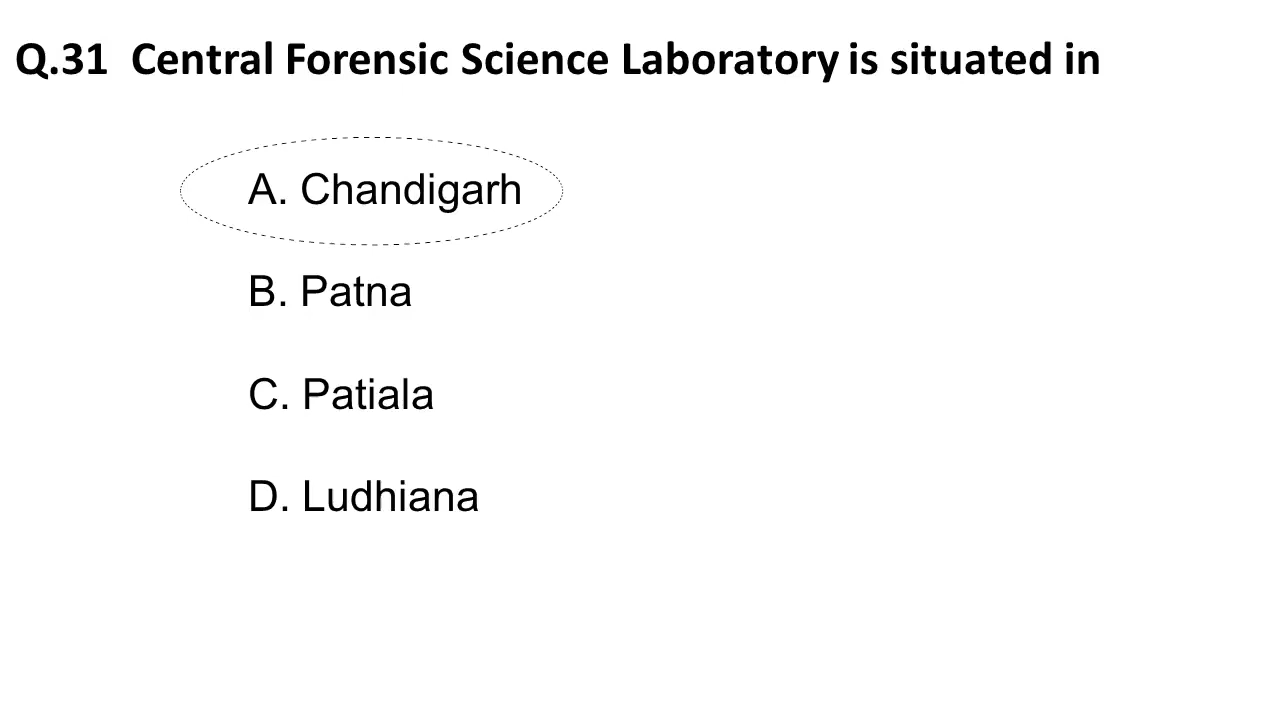 Q.31 Central Forensic Science Laboratory is situated in
A. Chandigarh
B. Patna
C. Patiala
D. Ludhiana